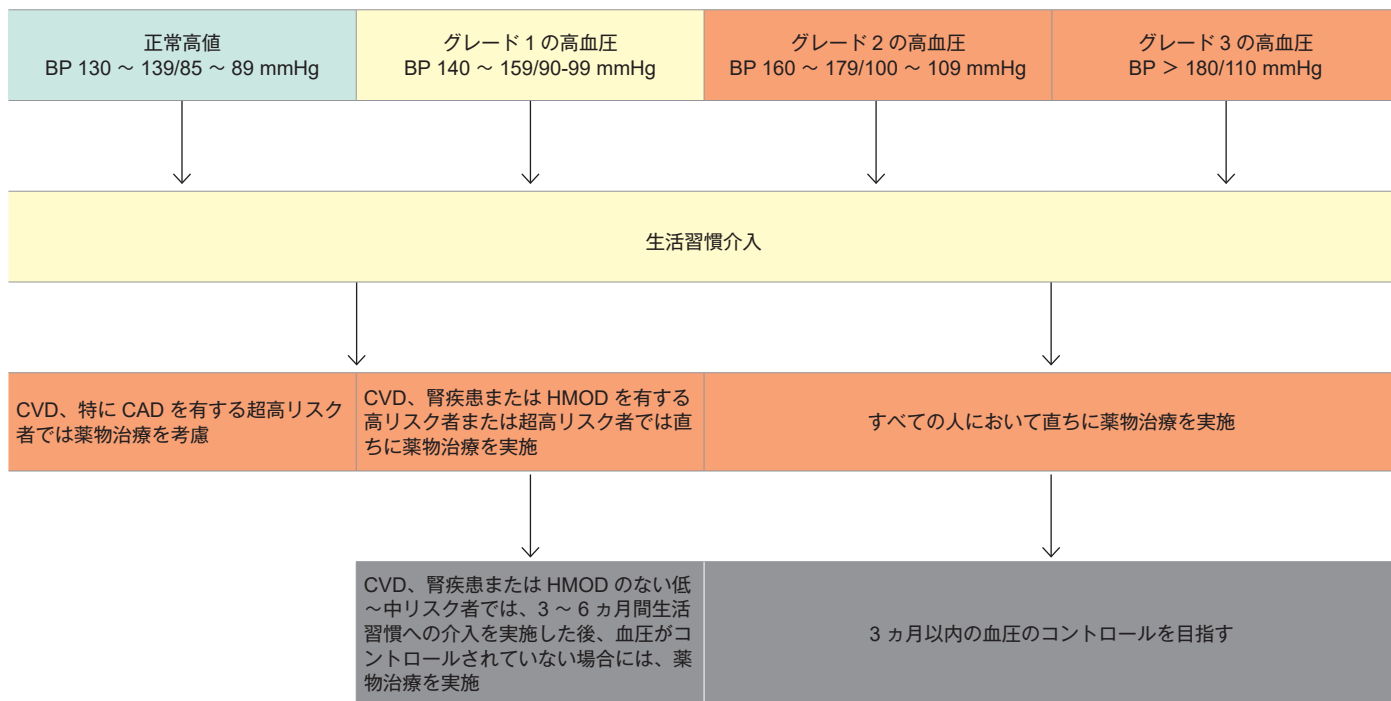 正常高値
BP 130 ～ 139/85 ～ 89 mmHg
グレード 1 の高血圧
BP 140 ～ 159/90-99 mmHg
グレード 2 の高血圧
BP 160 ～ 179/100 ～ 109 mmHg
グレード 3 の高血圧
BP ＞ 180/110 mmHg
生活習慣介入
CVD、特に CAD を有する超高リスク
者では薬物治療を考慮
CVD、腎疾患または HMOD を有する
高リスク者または超高リスク者では直
ちに薬物治療を実施
すべての人において直ちに薬物治療を実施
CVD、腎疾患または HMOD のない低
～中リスク者では、3 ～ 6 ヵ月間生活
習慣への介入を実施した後、血圧がコ
ントロールされていない場合には、薬
物治療を実施
3 ヵ月以内の血圧のコントロールを目指す